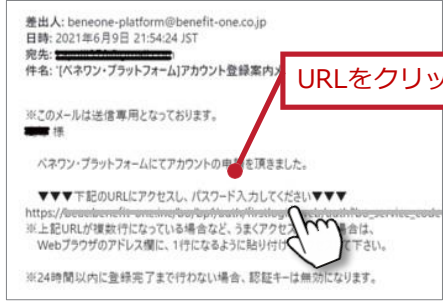 差出人: beneone-platform@benefit-one.co.jp
日時: 2021年6月9日 21:54:24 JST
宛先:
件名: '[ベネワン・プラットフォーム]アカウント登録案内
URLをクリッ
※このメールは送信専用となっております。
様
ベネワン・プラットフォームにてアカウントの申 を頂きました。
▼▼▼下記のURLにアクセスし、パスワード入力してください▼▼▼
https://
※上記URLが複数行になっている場合など、うまくアクセス 場合は、
Webブラウザのアドレス欄に、1行になるように貼り付け て下さい。
※24時間以内に登録完了まで行わない場合、認証キーは無効になります。